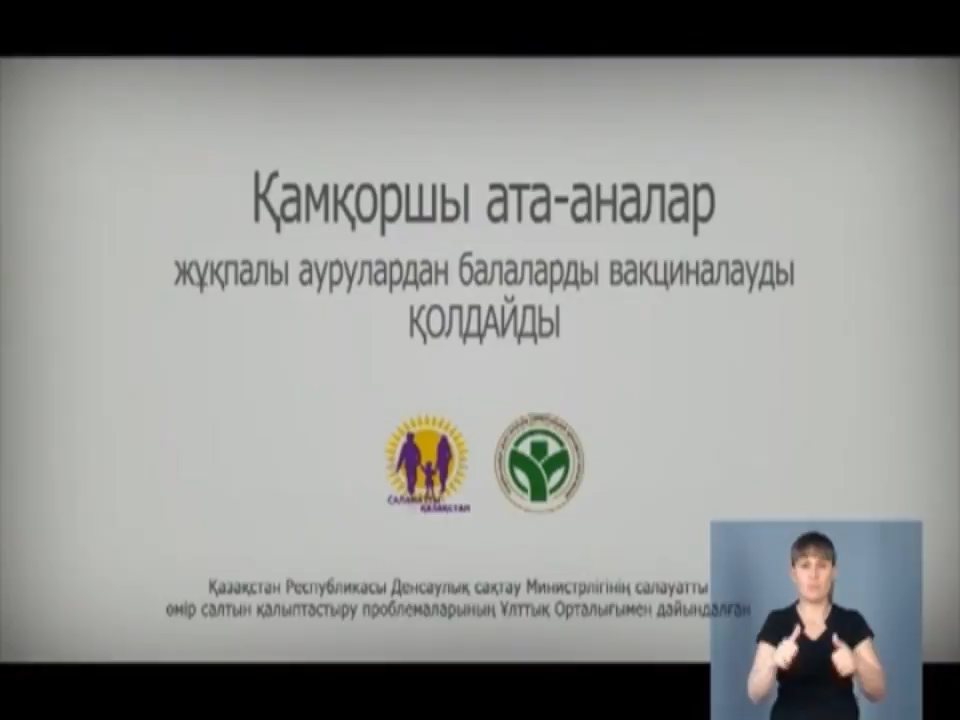 Қамқоршы ата-аналар
жұқпалы аурулардан балаларды вакциналауды
ҚОЛДАЙДЫ
САЛАМАТТЫ
ҚАЗАҚСТАН
Қазақстан Республикасы Денсаулық сақтау Министрлігінің салауатты
өмір салтын қалыптастыру проблемаларының Ұлттық Орталығымен дайындалған